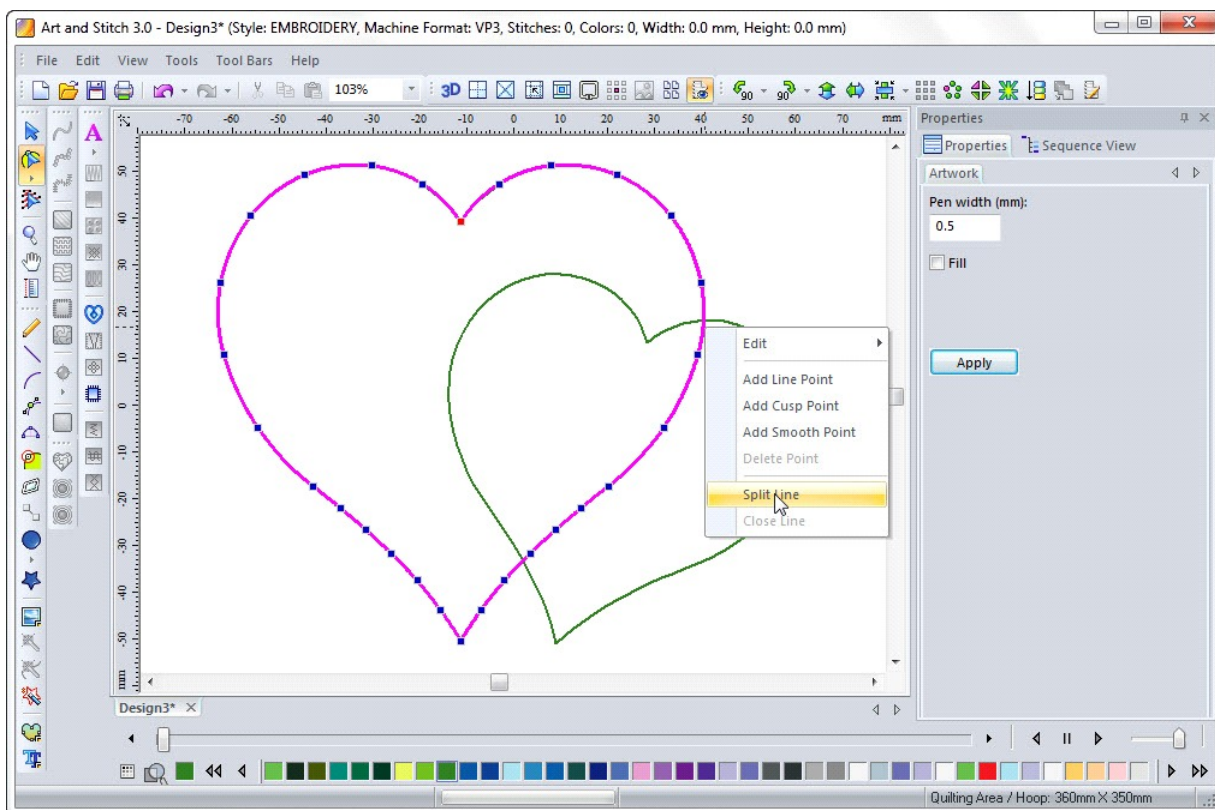 Art and Stitch 3.0 - Design3* (Style: EMBROIDERY, Machine Format: VP3, Stitches: 0, Colors: 0, Width: 0.0 mm, Height: 0.0 mm)
File Edit View Tools Tool Bars Help
103% 3D 90 90
-70 -60 -50 -40 -30 -20 -10 0 10 20 30 40 50 60 70 mm
Properties
Properties Sequence View
A
Artwork
Pen width (mm):
0.5
Fill
Apply
50
40
30
20
10
0
-10
-20
-30
-40
-50
mm
Edit
Add Line Point
Add Cusp Point
Add Smooth Point
Delete Point
Split Line
Close Line
Design3*
T
Quilting Area / Hoop: 360mm X 350mm